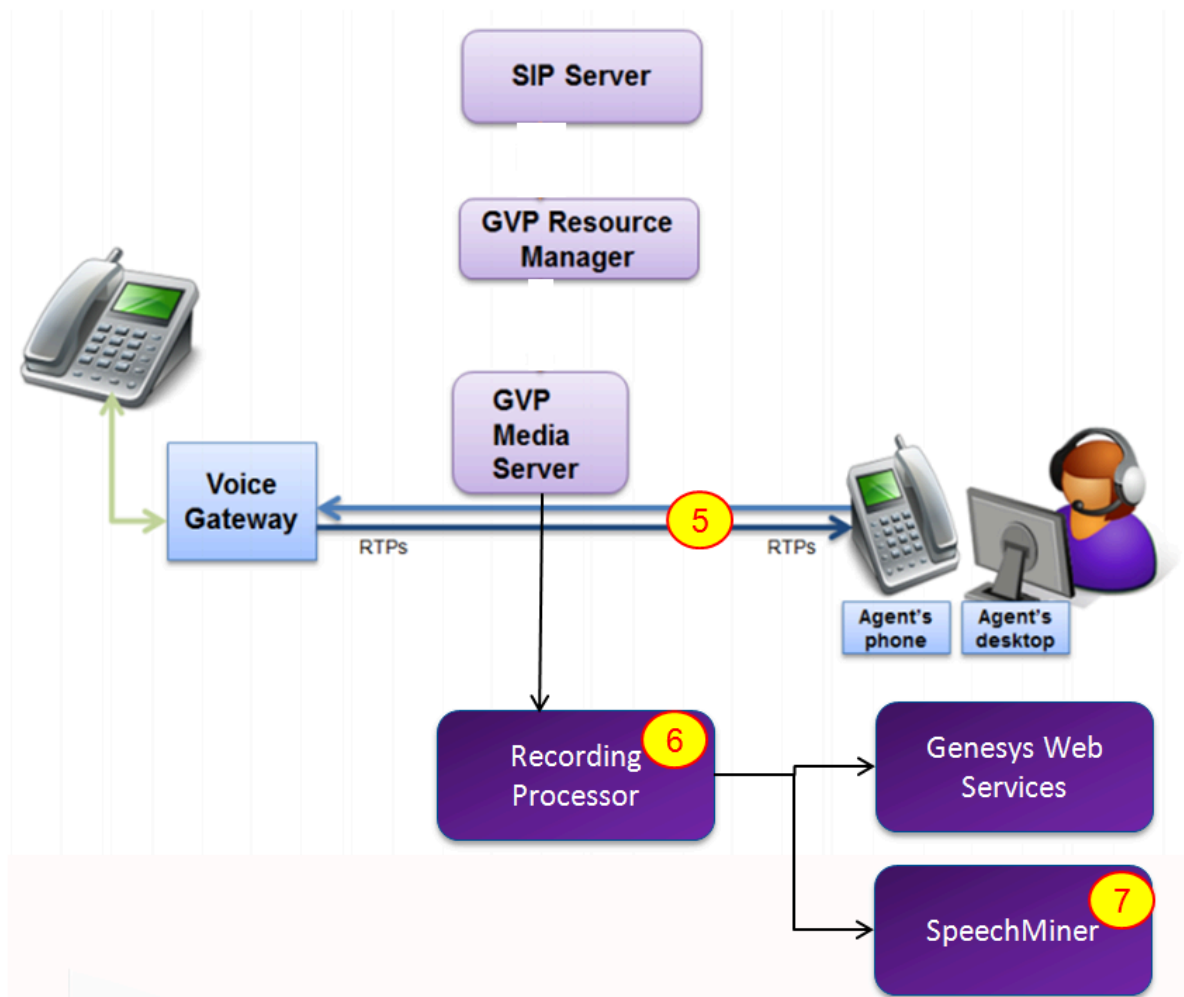 SIP Server
GVP Resource
Manager
GVP
Media
Server
Voice
Gateway
5
RTPs
RTPs
Agent's
phone
Agent's
desktop
Recording
Processor
6
Genesys Web
Services
SpeechMiner
7